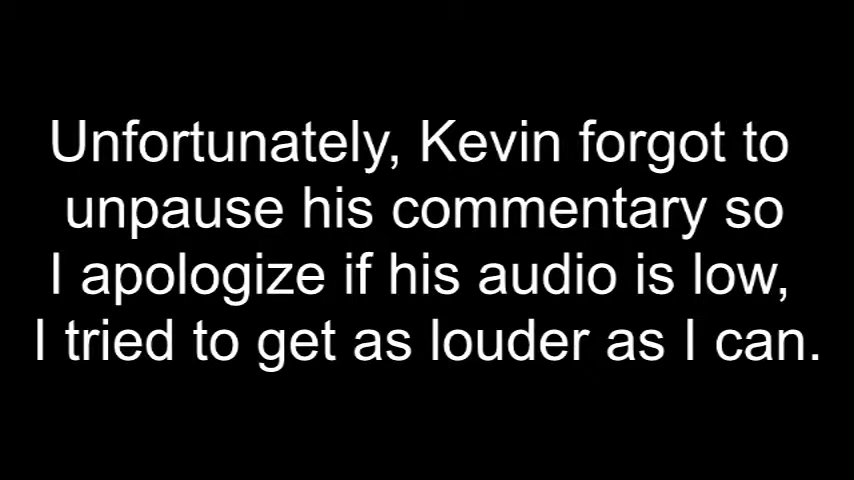 Unfortunately, Kevin forgot to
unpause his commentary so
I apologize if his audio is low,
I tried to get as louder as I can.